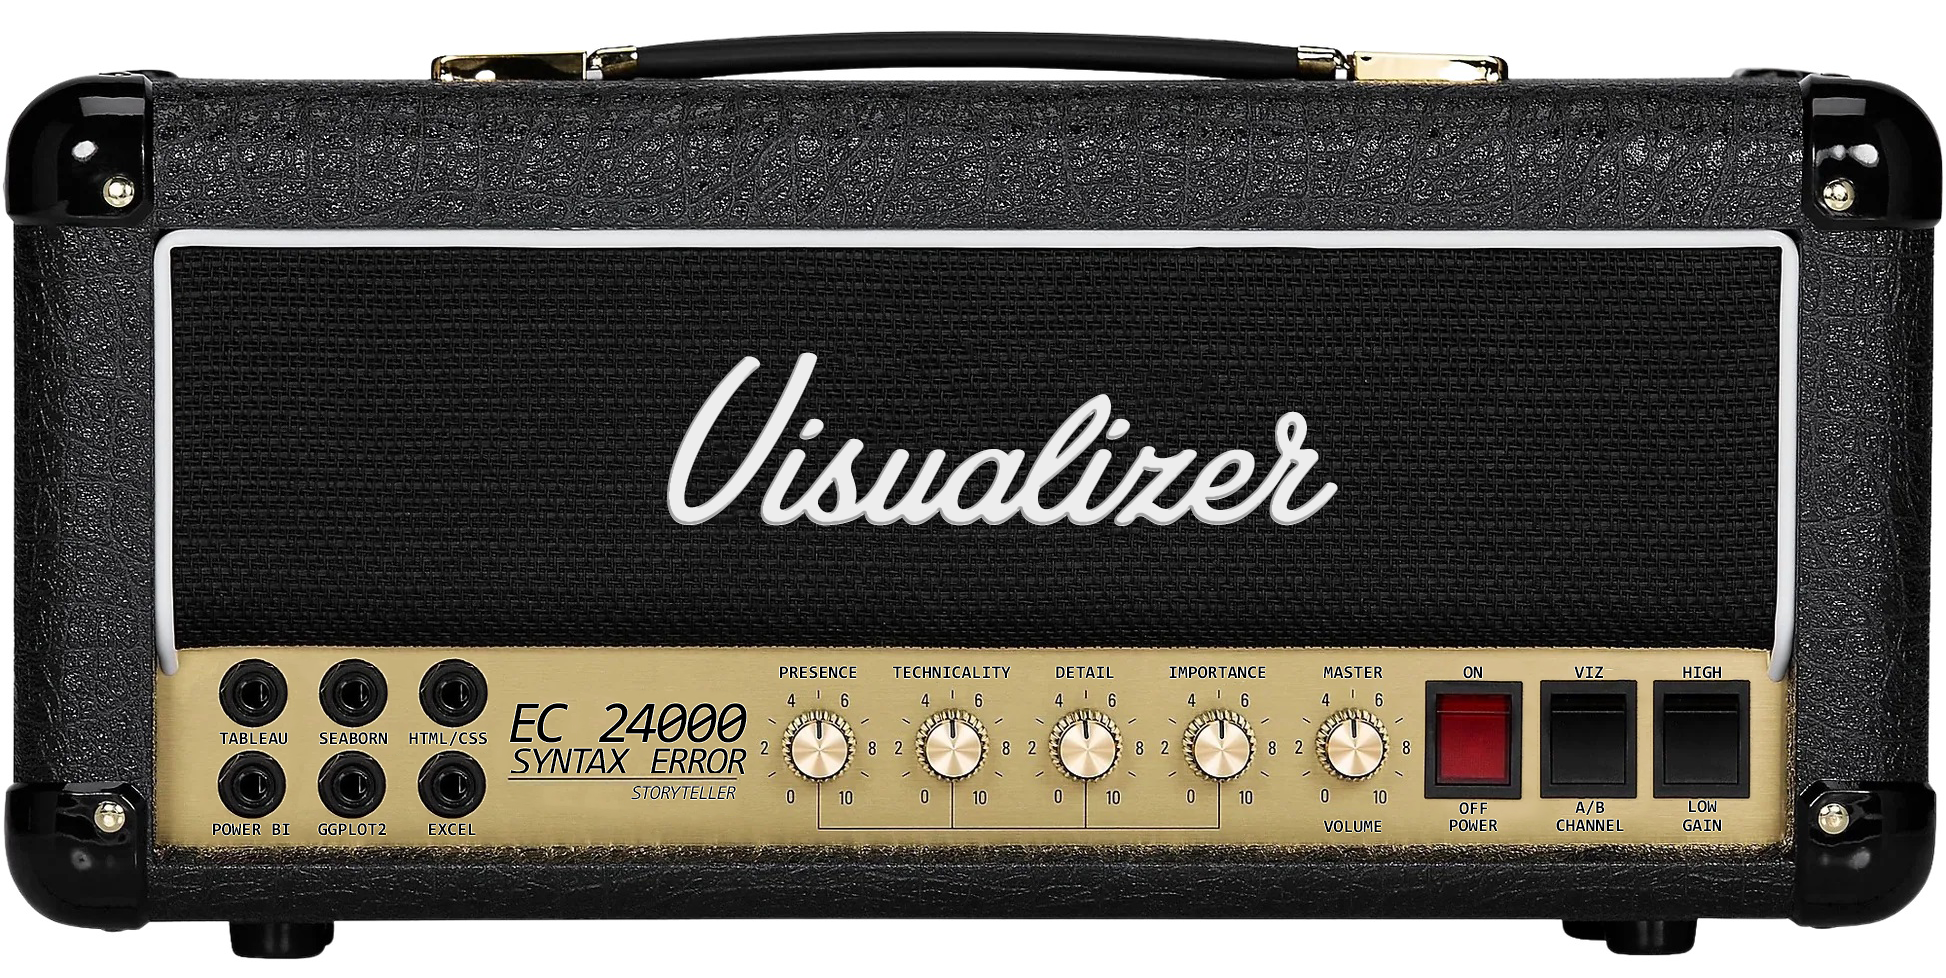 Visualizer
TABLEAU SEABORN HTML/CSS
POWER BI GGPLOT2 EXCEL
EC 24000
SYNTAX ERROR
STORYTELLER
PRESENCE TECHNICALITY DETAIL IMPORTANCE MASTER
4 6 4 6 4 6 4 6 4 6
2 8 2 8 2 8 2 8 2 8
0 10 0 10 0 10 0 10 0 10
VOLUME
ON VIZ HIGH
OFF A/B LOW
POWER CHANNEL GAIN